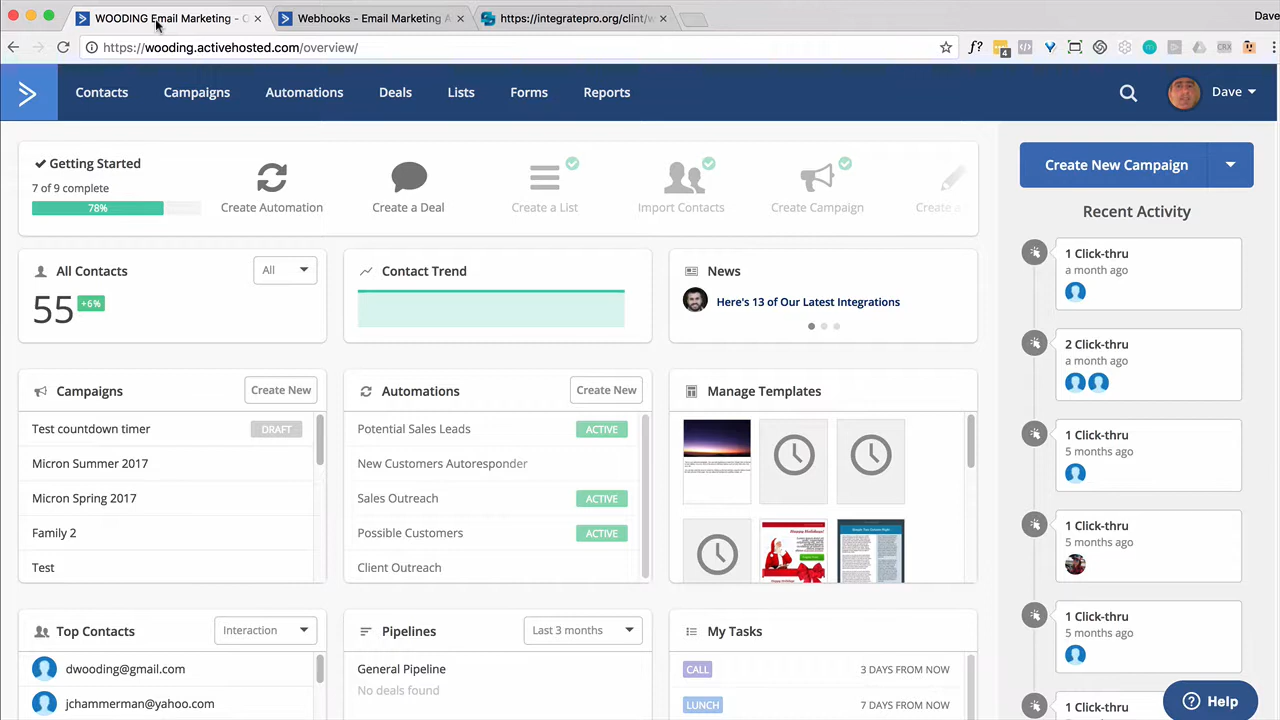 WOODING Email Marketing - O
Webhooks - Email Marketing A
https://integratepro.org/clint/w
Dave
https://wooding.activehosted.com/overview/
f?
4
CRX
Contacts
Campaigns
Automations
Deals
Lists
Forms
Reports
Dave
Getting Started
7 of 9 complete
78%
Create Automation
Create a Deal
Create a List
Import Contacts
Create Campaign
Create a
Create New Campaign
Recent Activity
1 Click-thru
a month ago
2 Click-thru
a month ago
1 Click-thru
5 months ago
1 Click-thru
5 months ago
1 Click-thru
5 months ago
1 Click-thru
All Contacts
All
55
+6%
Contact Trend
News
Here's 13 of Our Latest Integrations
Campaigns
Create New
Test countdown timer
DRAFT
Micron Summer 2017
Micron Spring 2017
Family 2
Test
Automations
Create New
Potential Sales Leads
ACTIVE
New Customers Autoresponder
Sales Outreach
ACTIVE
Possible Customers
ACTIVE
Client Outreach
Manage Templates
Top Contacts
Interaction
dwooding@gmail.com
jchammerman@yahoo.com
Pipelines
Last 3 months
General Pipeline
No deals found
My Tasks
CALL
3 DAYS FROM NOW
LUNCH
7 DAYS FROM NOW
Help